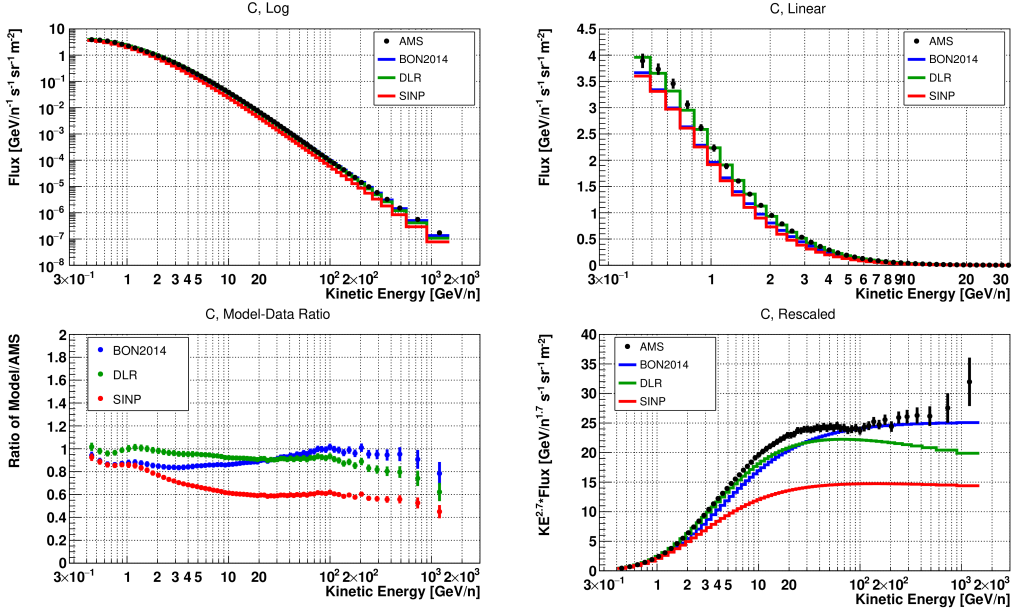 C, Log
Flux [GeV/n⁻¹ s⁻¹ sr⁻¹ m⁻²]
10
1
10⁻¹
10⁻²
10⁻³
10⁻⁴
10⁻⁵
10⁻⁶
10⁻⁷
10⁻⁸
AMS
BON2014
DLR
SINP
3×10⁻¹ 1 2 3 4 5 10 20 10² 2×10² 10³ 2×10³
Kinetic Energy [GeV/n]
C, Linear
Flux [GeV/n⁻¹ s⁻¹ sr⁻¹ m⁻²]
4.5
4
3.5
3
2.5
2
1.5
1
0.5
0
AMS
BON2014
DLR
SINP
3×10⁻¹ 1 2 3 4 5 6 7 8 9 10 20 30
Kinetic Energy [GeV/n]
C, Model-Data Ratio
Ratio of Model/AMS
2
1.8
1.6
1.4
1.2
1
0.8
0.6
0.4
0.2
0
BON2014
DLR
SINP
3×10⁻¹ 1 2 3 4 5 10 20 10² 2×10² 10³ 2×10³
Kinetic Energy [GeV/n]
C, Rescaled
KE²·⁷*Flux [GeV/n¹·⁷ s⁻¹ sr⁻¹ m⁻²]
40
35
30
25
20
15
10
5
0
AMS
BON2014
DLR
SINP
3×10⁻¹ 1 2 3 4 5 10 20 10² 2×10² 10³ 2×10³
Kinetic Energy [GeV/n]